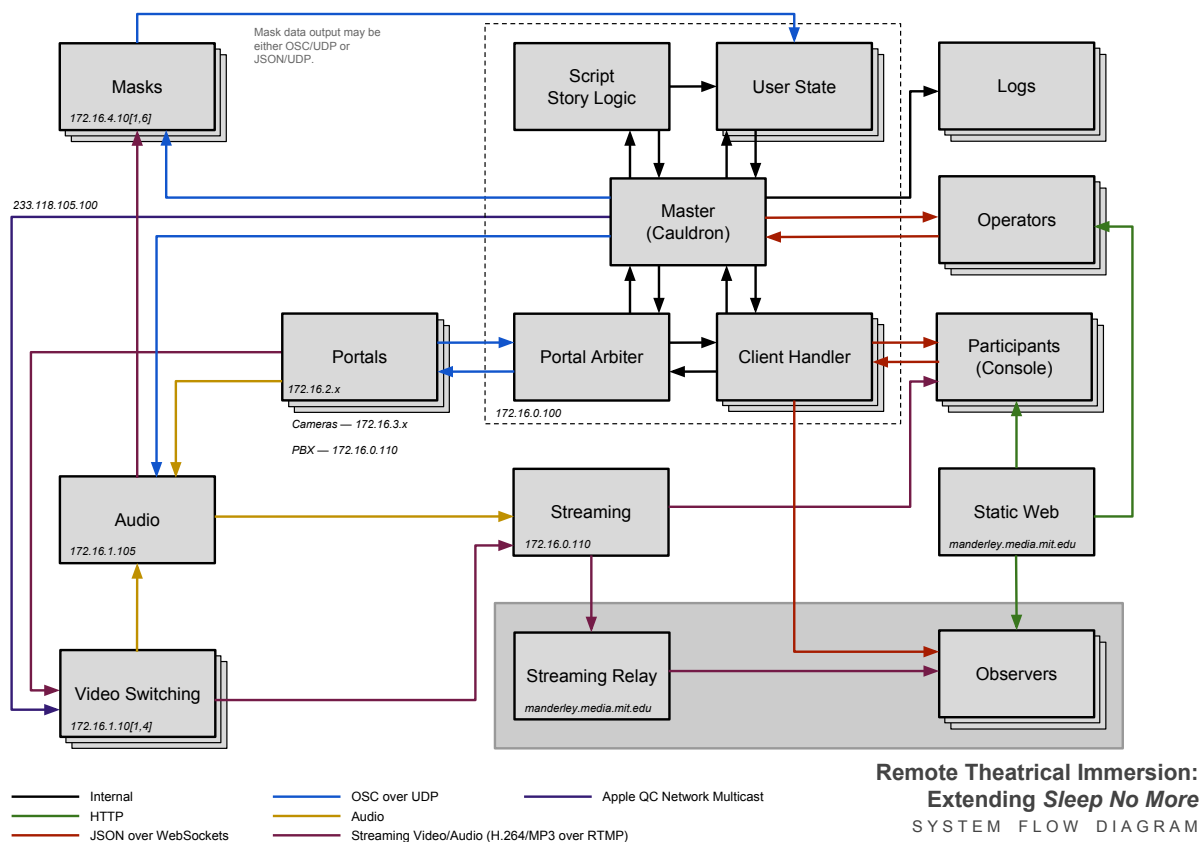 Mask data output may be
either OSC/UDP or
JSON/UDP.
Masks
172.16.4.10[1,6]
Script
Story Logic
User State
Logs
233.118.105.100
Master
(Cauldron)
Operators
Portals
172.16.2.x
Portal Arbiter
Client Handler
Participants
(Console)
172.16.0.100
Cameras — 172.16.3.x
PBX — 172.16.0.110
Audio
172.16.1.105
Streaming
172.16.0.110
Static Web
manderley.media.mit.edu
Video Switching
172.16.1.10[1,4]
Streaming Relay
manderley.media.mit.edu
Observers
Internal
HTTP
JSON over WebSockets
OSC over UDP
Audio
Streaming Video/Audio (H.264/MP3 over RTMP)
Apple QC Network Multicast
Remote Theatrical Immersion:
Extending Sleep No More
SYSTEM FLOW DIAGRAM